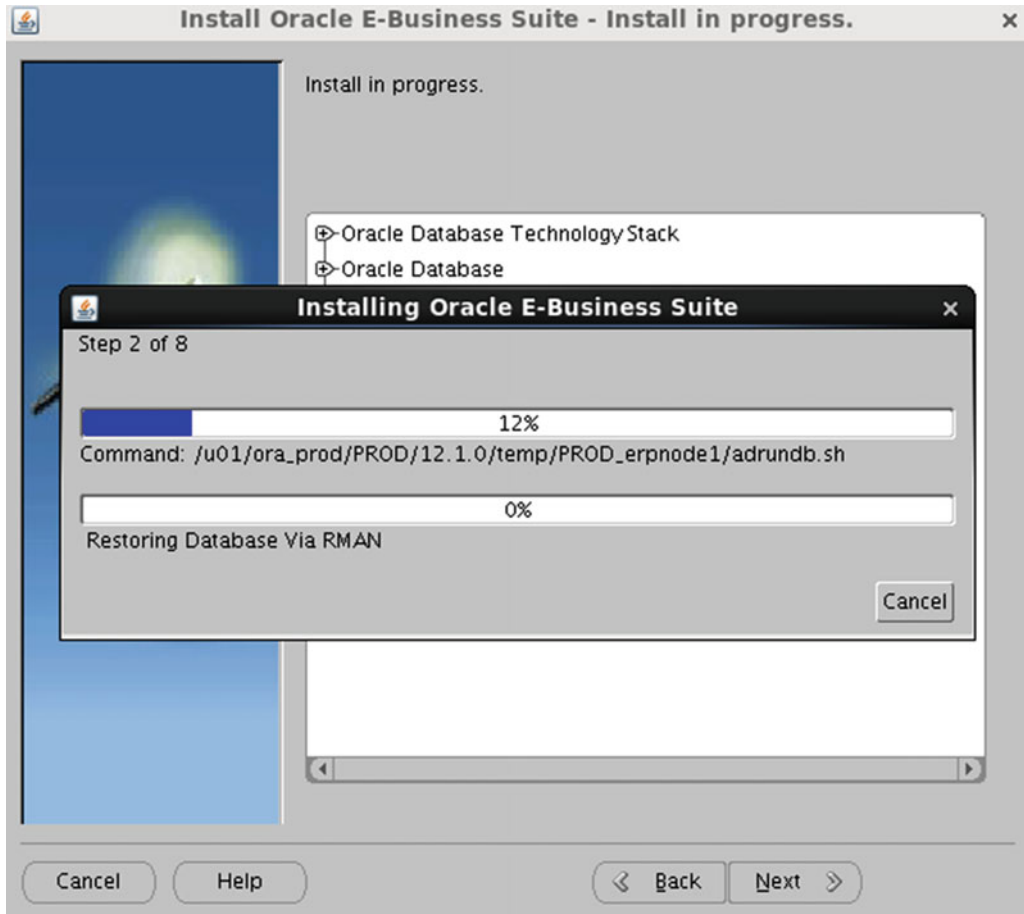 Install Oracle E-Business Suite - Install in progress.
Install in progress.
Oracle Database Technology Stack
Oracle Database
Installing Oracle E-Business Suite
Step 2 of 8
12%
Command: /u01/ora_prod/PROD/12.1.0/temp/PROD_erpnode1/adrundb.sh
0%
Restoring Database Via RMAN
Cancel
Cancel
Help
Back
Next